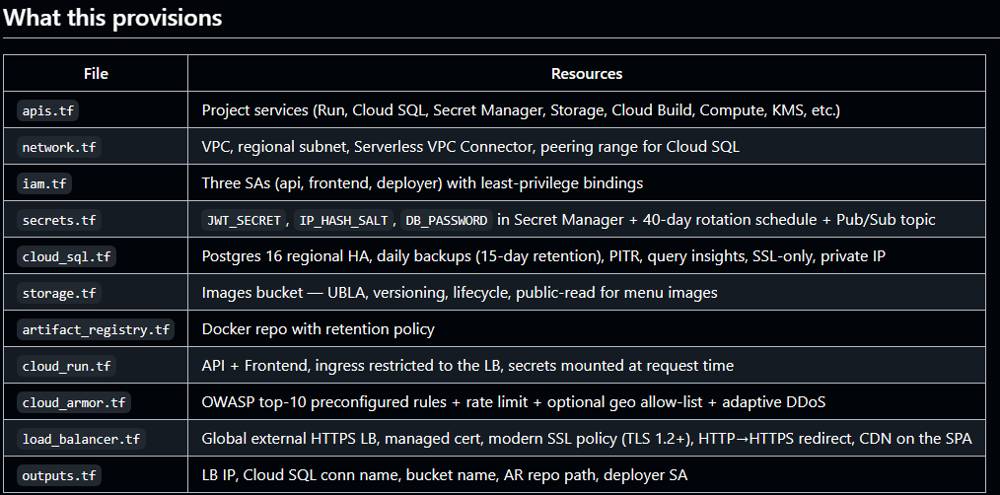 What this provisions
File Resources
apis.tf Project services (Run, Cloud SQL, Secret Manager, Storage, Cloud Build, Compute, KMS, etc.)
network.tf VPC, regional subnet, Serverless VPC Connector, peering range for Cloud SQL
iam.tf Three SAs (api, frontend, deployer) with least-privilege bindings
secrets.tf JWT_SECRET, IP_HASH_SALT, DB_PASSWORD in Secret Manager + 40-day rotation schedule + Pub/Sub topic
cloud_sql.tf Postgres 16 regional HA, daily backups (15-day retention), PITR, query insights, SSL-only, private IP
storage.tf Images bucket — UBLA, versioning, lifecycle, public-read for menu images
artifact_registry.tf Docker repo with retention policy
cloud_run.tf API + Frontend, ingress restricted to the LB, secrets mounted at request time
cloud_armor.tf OWASP top-10 preconfigured rules + rate limit + optional geo allow-list + adaptive DDoS
load_balancer.tf Global external HTTPS LB, managed cert, modern SSL policy (TLS 1.2+), HTTP→HTTPS redirect, CDN on the SPA
outputs.tf LB IP, Cloud SQL conn name, bucket name, AR repo path, deployer SA